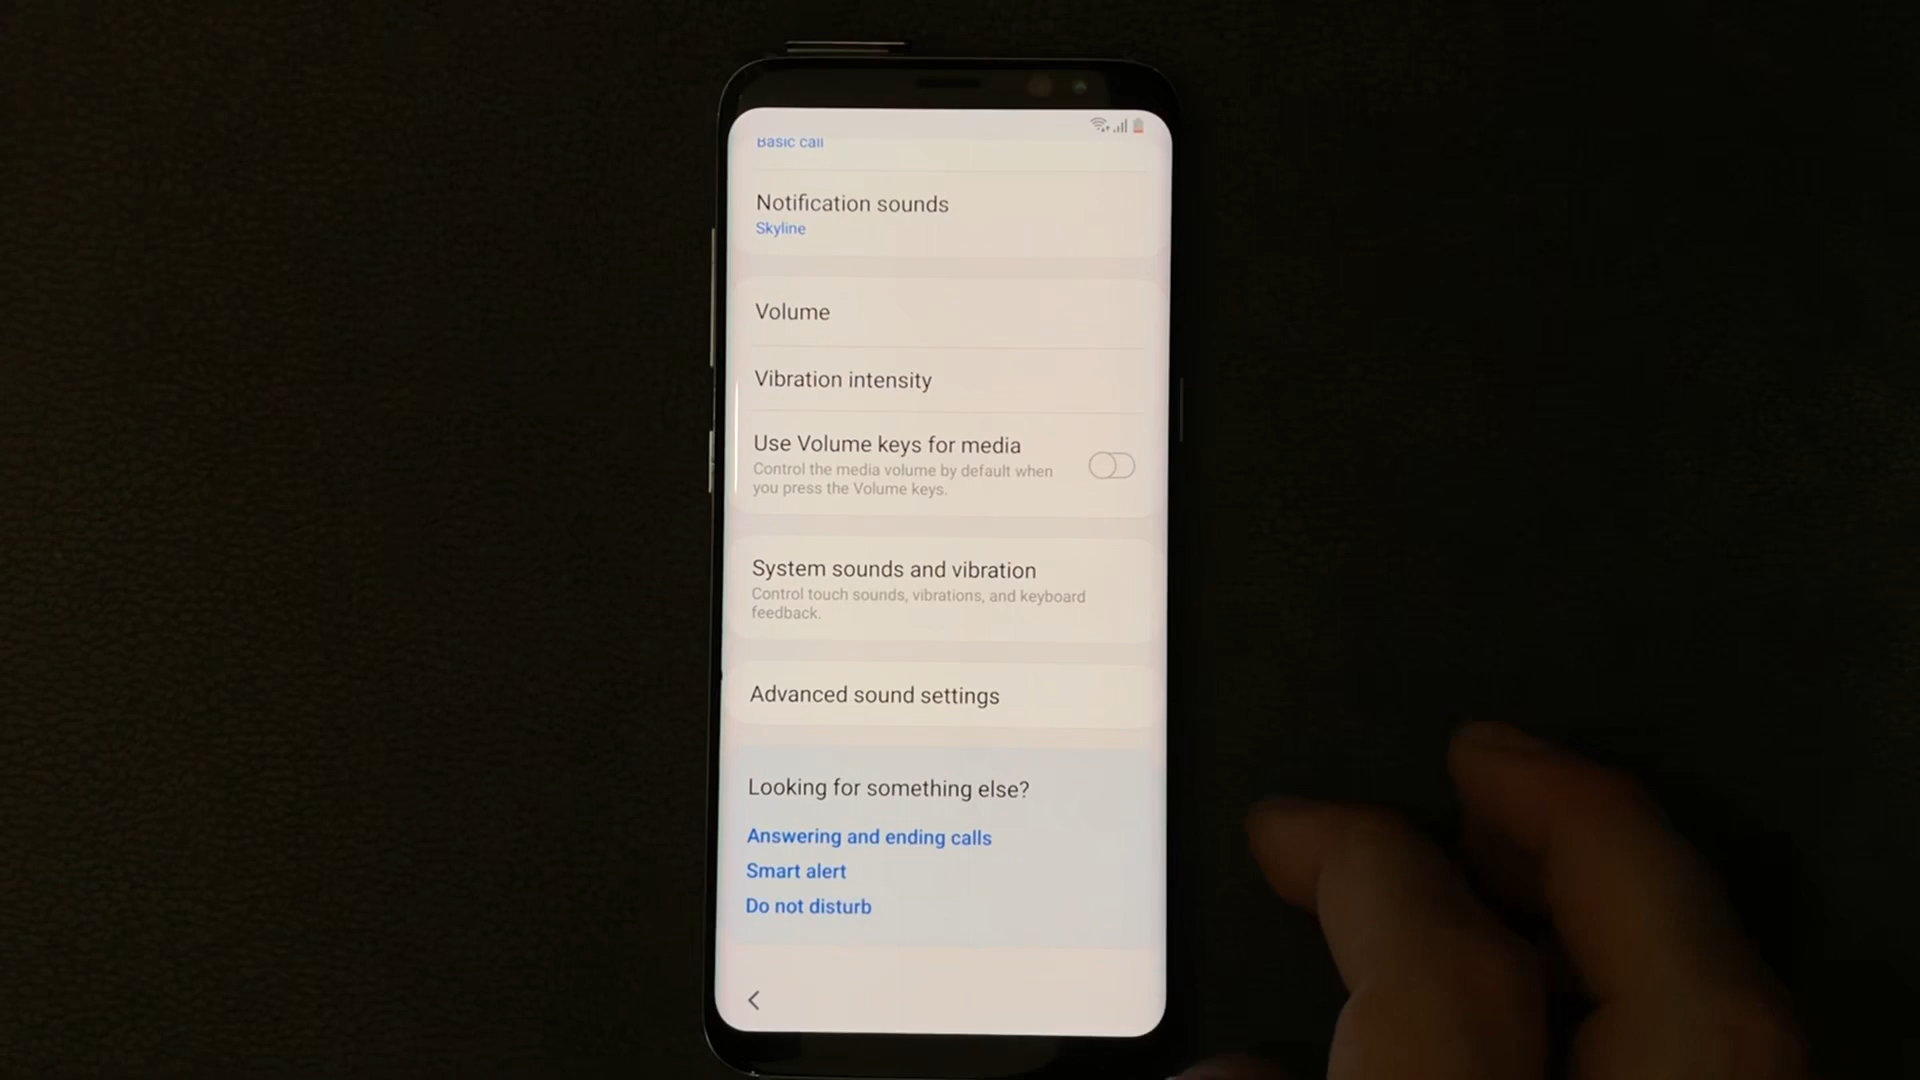 Basic call
Notification sounds
Skyline
Volume
Vibration intensity
Use Volume keys for media
Control the media volume by default when
you press the Volume keys.
System sounds and vibration
Control touch sounds, vibrations, and keyboard
feedback.
Advanced sound settings
Looking for something else?
Answering and ending calls
Smart alert
Do not disturb